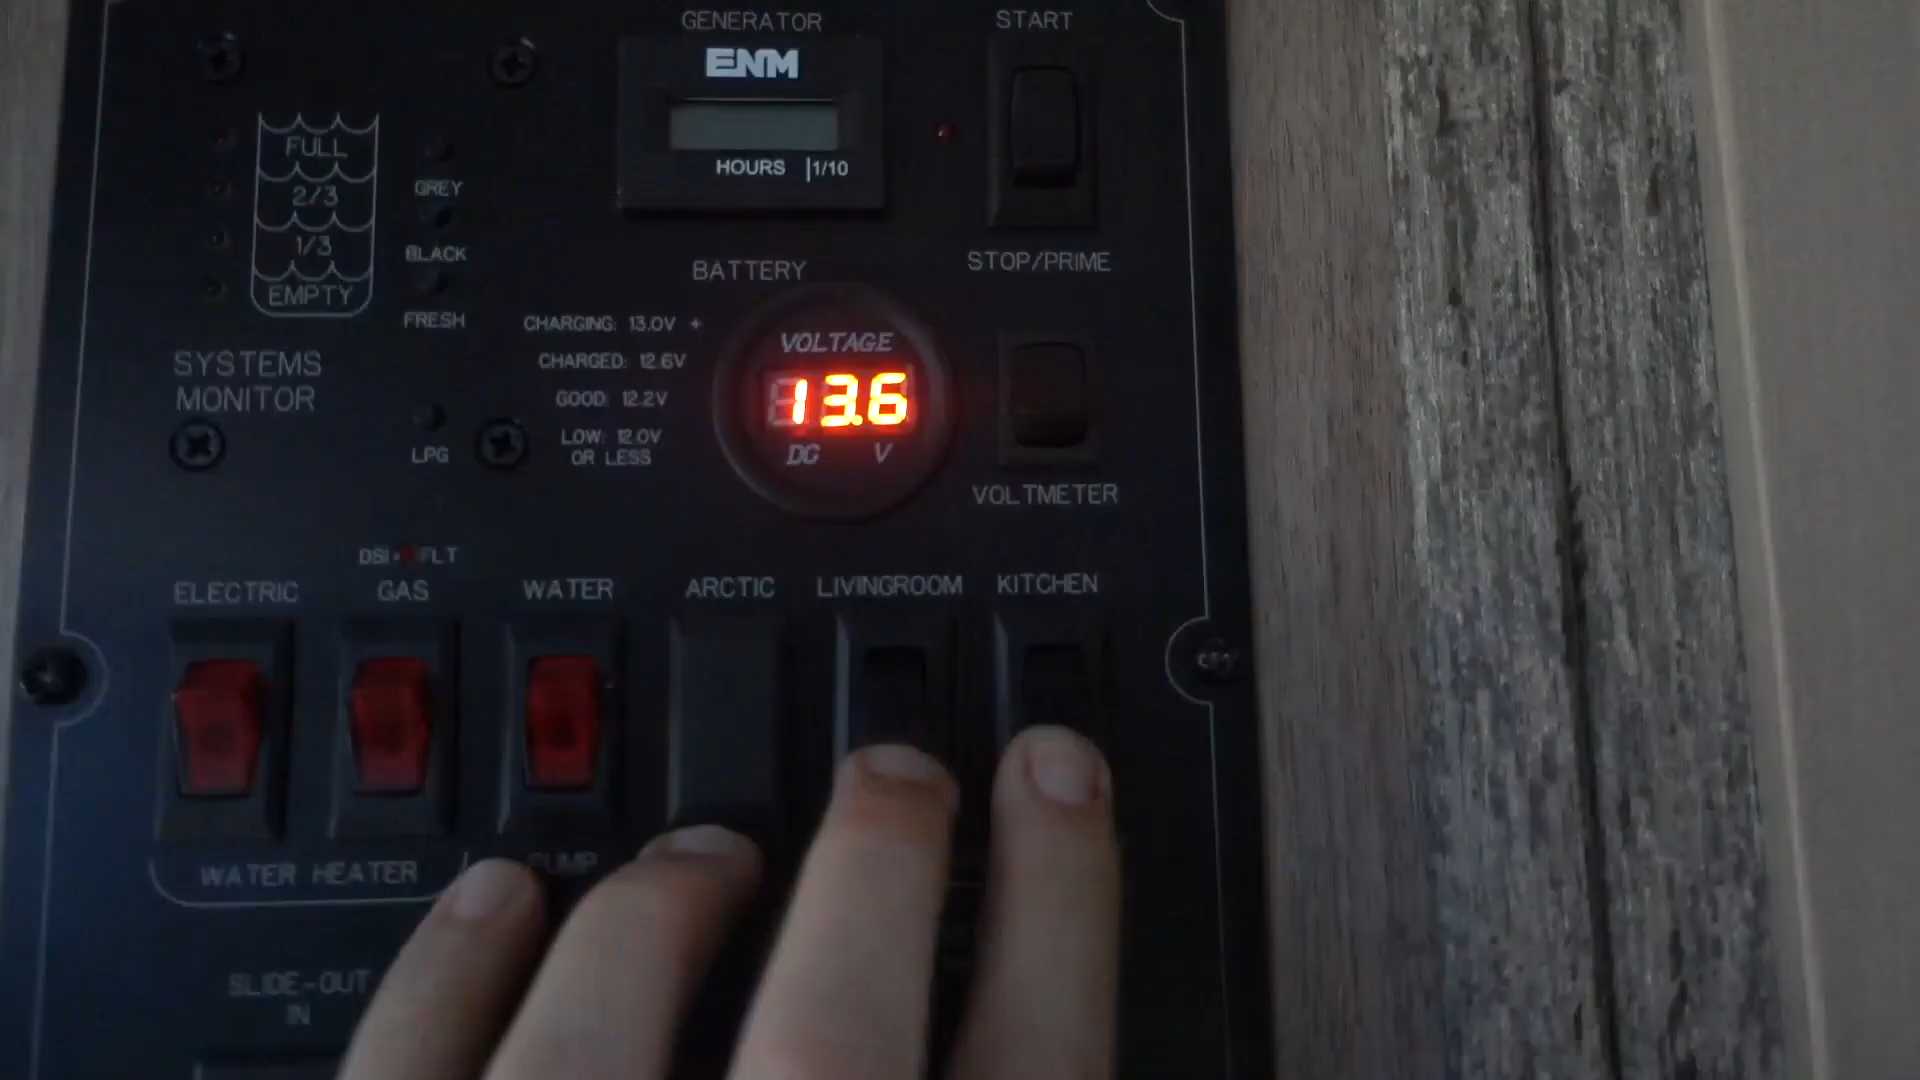 GENERATOR
START
ENM
HOURS 1/10
FULL
2/3
1/3
EMPTY
GREY
BLACK
FRESH
SYSTEMS
MONITOR
LPG
STOP/PRIME
BATTERY
CHARGING: 13.0V +
CHARGED: 12.6V
GOOD: 12.2V
LOW: 12.0V
OR LESS
VOLTAGE
13.6
DC V
VOLTMETER
DSI FLT
ELECTRIC
GAS
WATER
ARCTIC
LIVINGROOM
KITCHEN
WATER HEATER
PUMP
SLIDE-OUT
IN